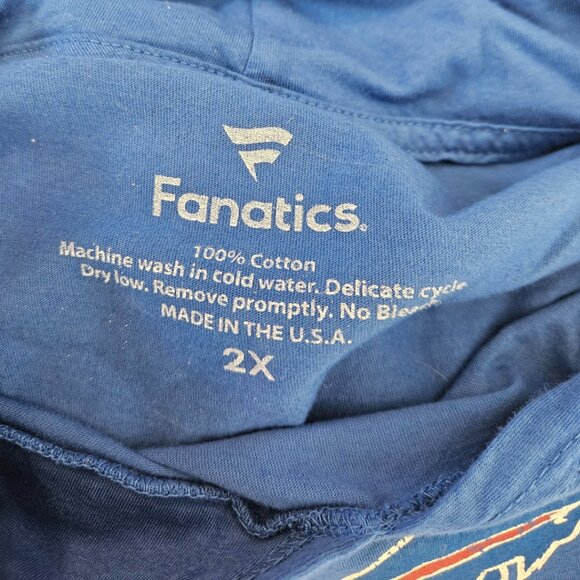 Fanatics.
100% Cotton
Machine wash in cold water. Delicate cycle
Dry low. Remove promptly. No
MADE IN THE U.S.A.
2X